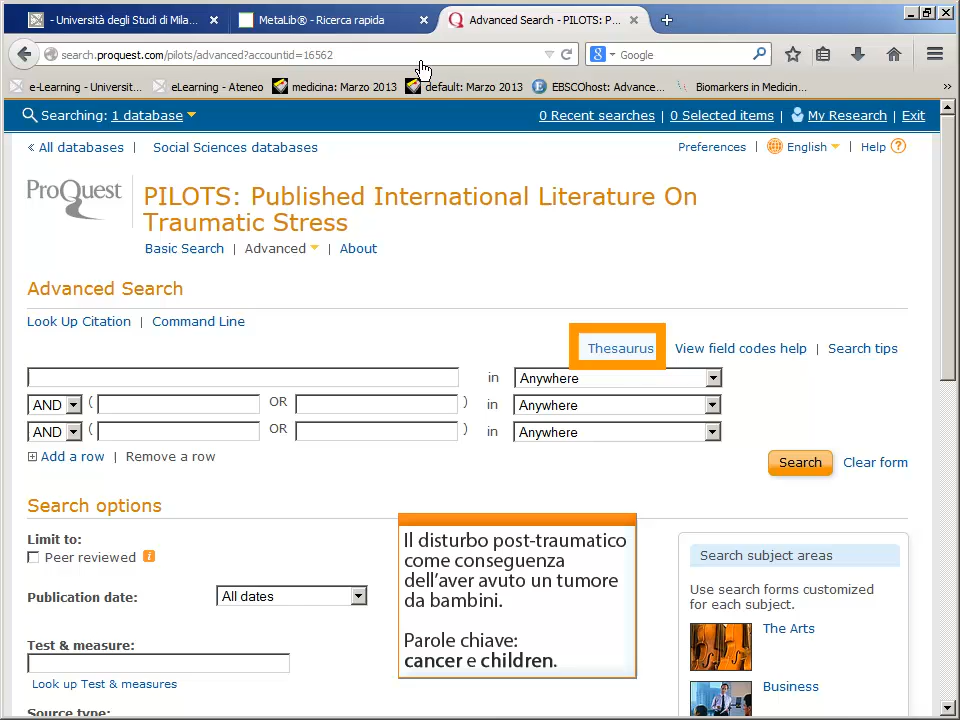 - Università degli Studi di Mila...
MetaLib® - Ricerca rapida
Advanced Search - PILOTS: P...
search.proquest.com/pilots/advanced?accountid=16562
Google
e-Learning - Universit...
eLearning - Ateneo
medicina: Marzo 2013
default: Marzo 2013
EBSCOhost: Advance...
Biomarkers in Medicin...
Searching: 1 database
0 Recent searches | 0 Selected items | My Research | Exit
« All databases | Social Sciences databases
Preferences | English | Help ?
ProQuest
PILOTS: Published International Literature On
Traumatic Stress
Basic Search | Advanced | About
Advanced Search
Look Up Citation | Command Line
Thesaurus View field codes help | Search tips
in Anywhere
AND ( OR ) in Anywhere
AND ( OR ) in Anywhere
Add a row | Remove a row
Search Clear form
Search options
Limit to:
Peer reviewed i
Publication date: All dates
Test & measure:
Look up Test & measures
Source type:
Il disturbo post-traumatico
come conseguenza
dell'aver avuto un tumore
da bambini.
Parole chiave:
cancer e children.
Search subject areas
Use search forms customized
for each subject.
The Arts
Business